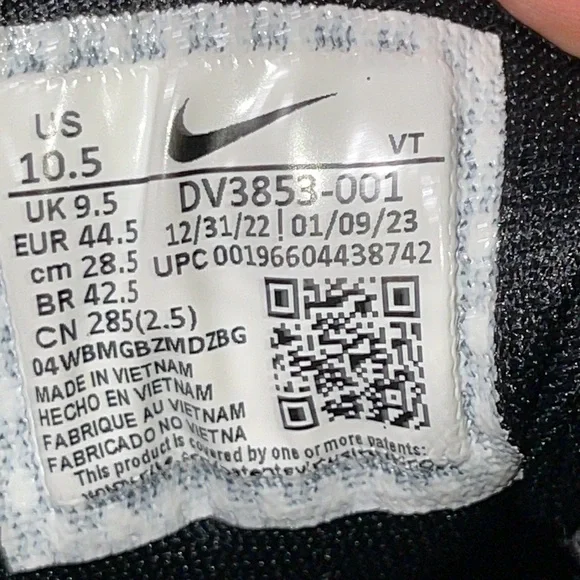 US
10.5
VT
UK 9.5
DV3853-001
EUR 44.5
12/31/22 | 01/09/23
cm 28.5
UPC 00196604438742
BR 42.5
CN 285(2.5)
04WBMGBZMDZBG
MADE IN VIETNAM
HECHO EN VIETNAM
FABRIQUE AU VIETNAM
FABRICADO NO VIETNA
This product is covered by one or more patents: